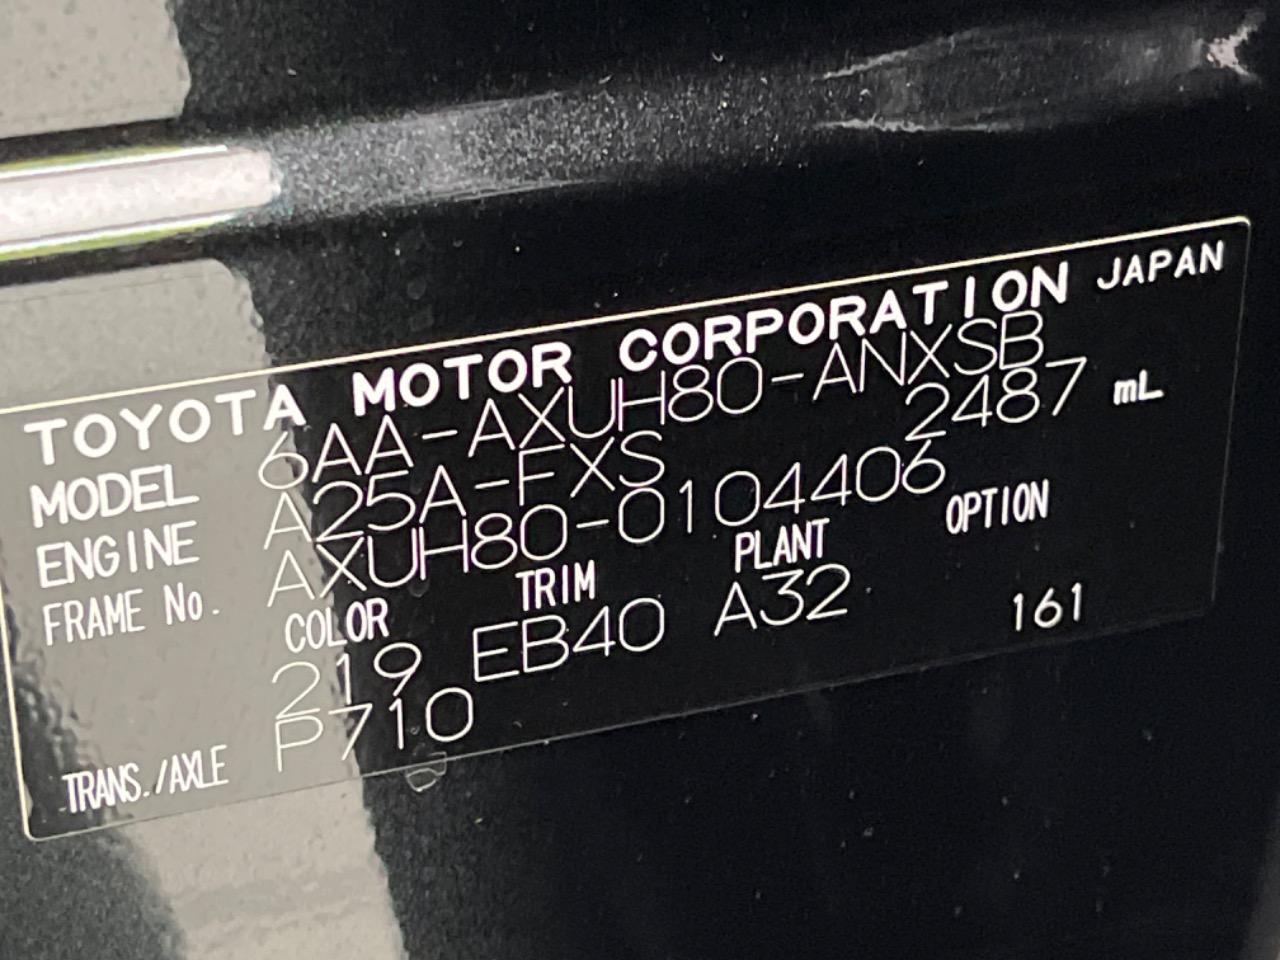 TOYOTA MOTOR CORPORATION JAPAN
MODEL 6AA-AXUH80-ANXSB
ENGINE A25A-FXS 2487 mL
FRAME No. AXUH80-0104406
COLOR TRIM PLANT OPTION
219 EB40 A32 161
TRANS./AXLE P710